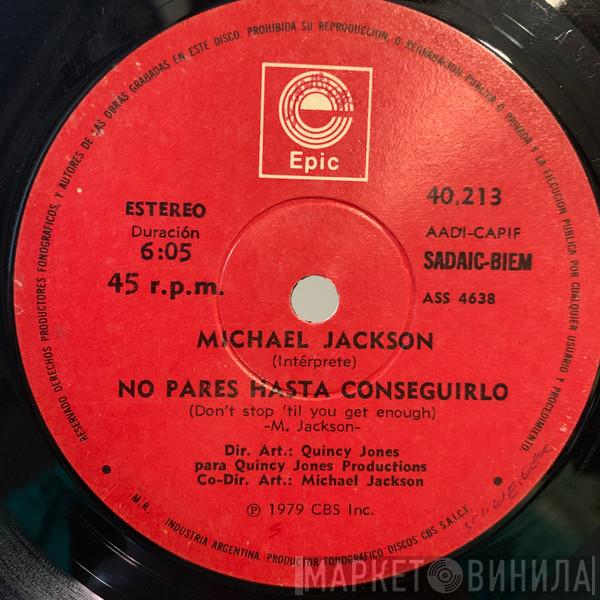 RESERVADO DERECHOS PRODUCTORES FONOGRAFICOS, Y AUTORES DE LAS OBRAS GRABADAS EN ESTE DISCO. PROHIBIDA SU REPRODUCCION, O REGRABACION PUBLICA O PRIVADA Y LA EJECUCION PUBLICA POR CUALQUIER USUARIO Y PROCEDIMIENTO.
Epic
ESTEREO
Duración
6:05
45 r.p.m.
40.213
AADI-CAPIF
SADAIC-BIEM
ASS 4638
MICHAEL JACKSON
(Intérprete)
NO PARES HASTA CONSEGUIRLO
(Don't stop 'til you get enough)
-M. Jackson-
Dir. Art.: Quincy Jones
para Quincy Jones Productions
Co-Dir. Art.: Michael Jackson
℗ 1979 CBS Inc.
M.R. INDUSTRIA ARGENTINA. PRODUCTOR FONOGRAFICO DISCOS CBS S.A.I.C.F.
МАРКЕТ ВИНИЛА